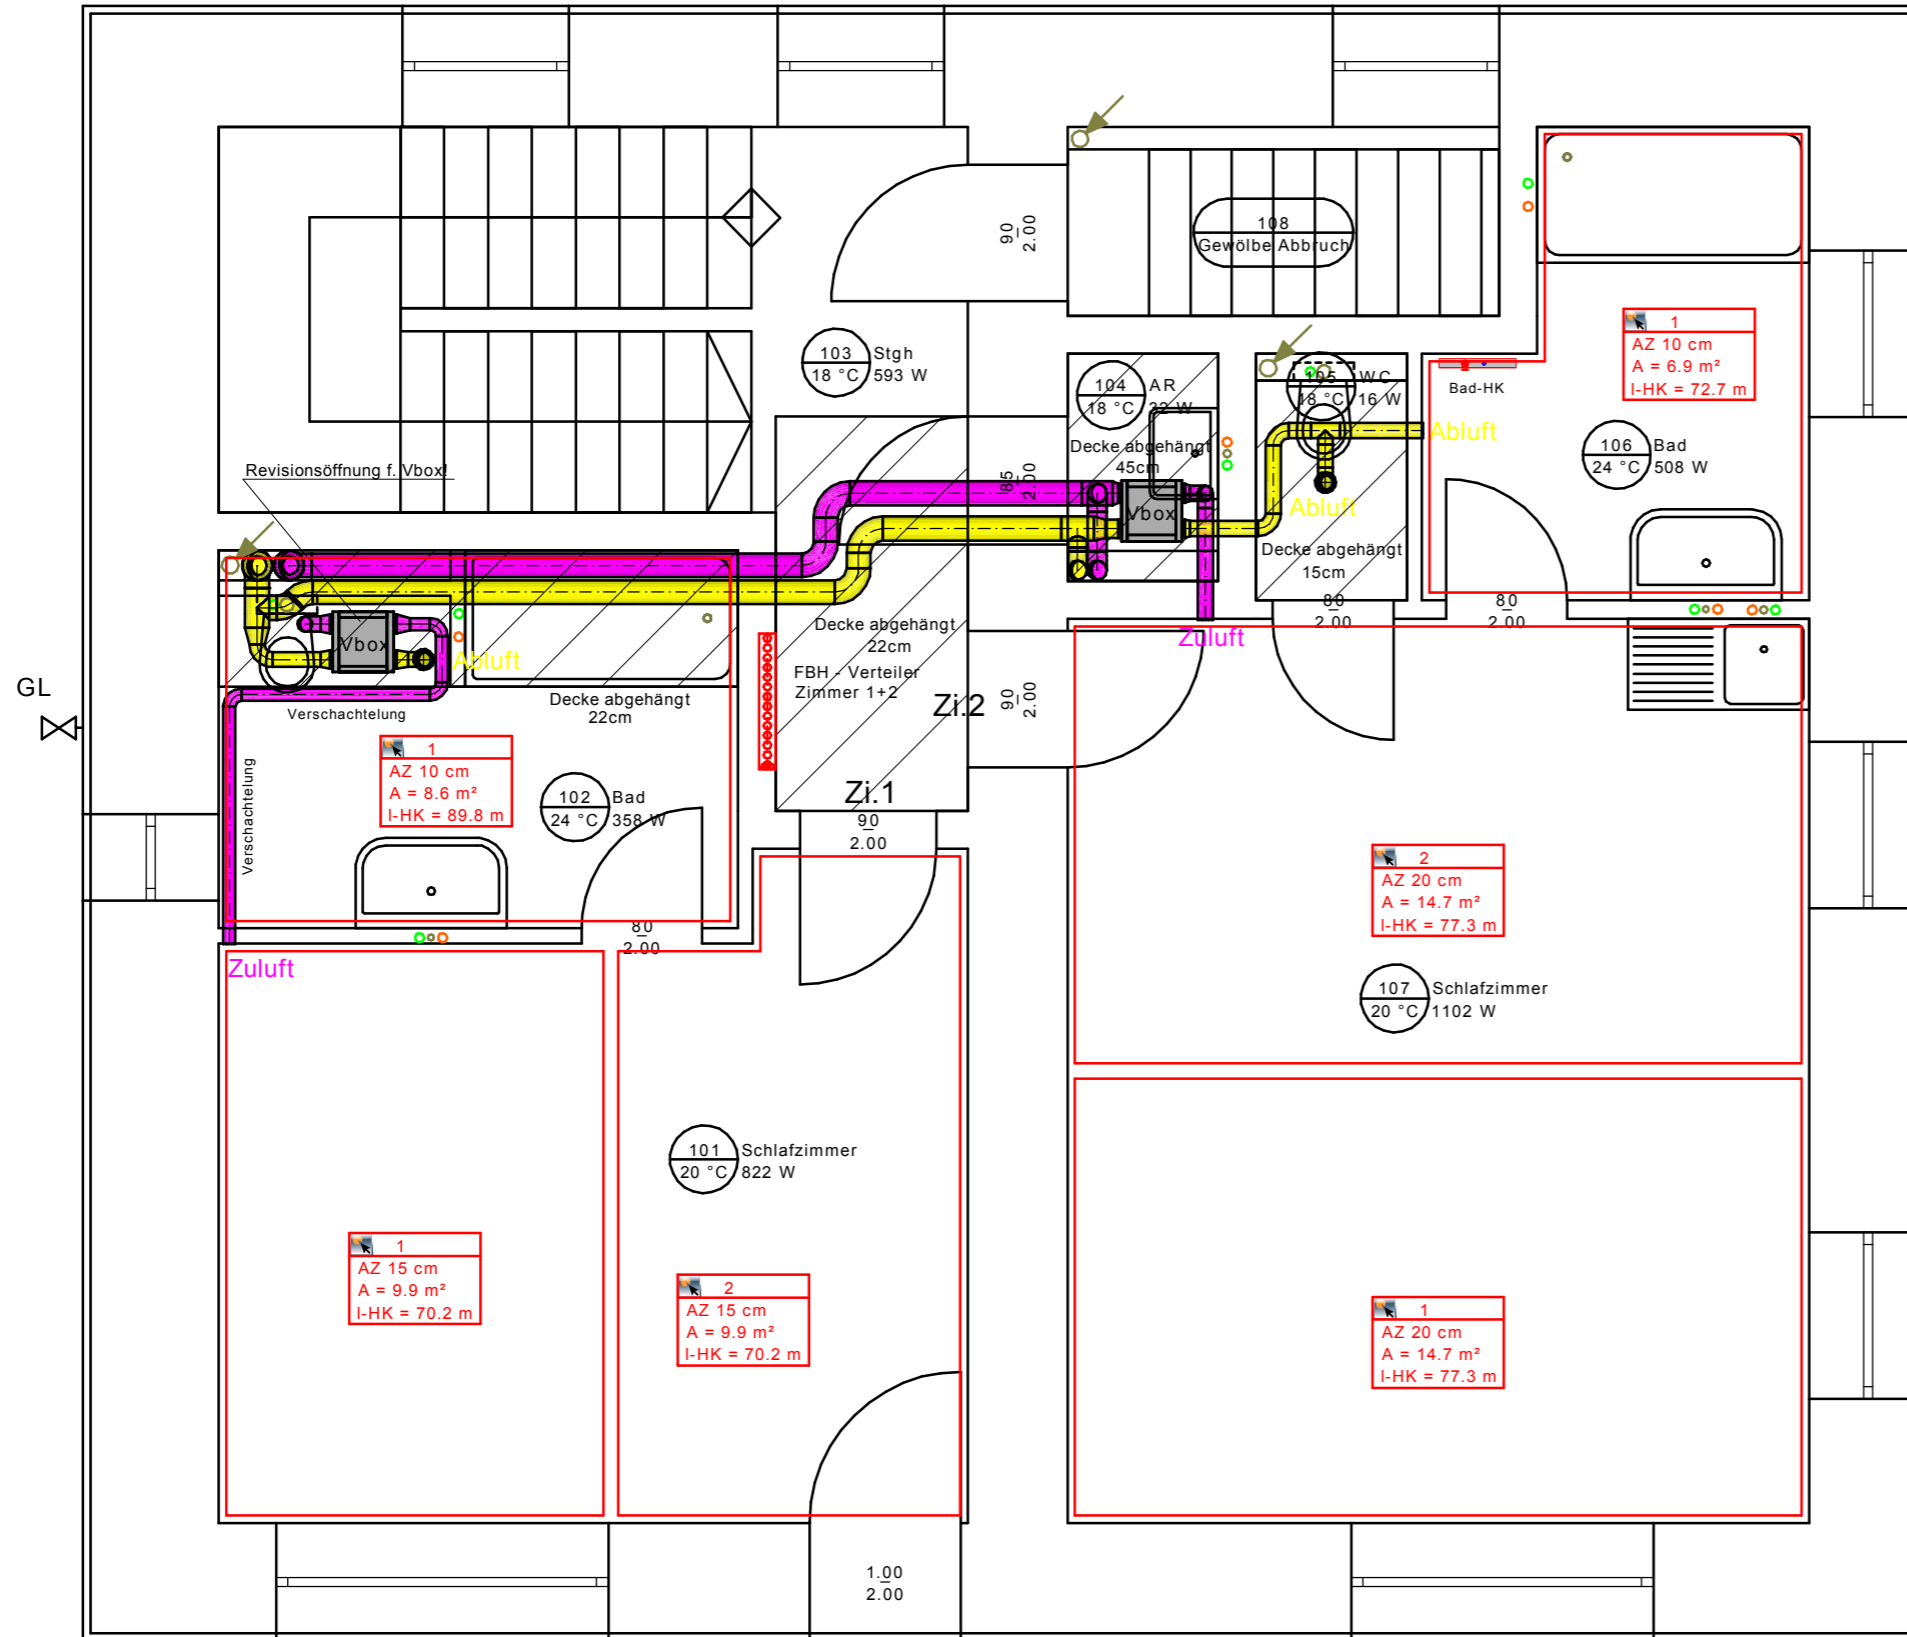 90
2.00
108
Gewölbe Abbruch
103 Stgh
18 °C 593 W
104 AR
18 °C 32 W
105 WC
18 °C 16 W
Bad-HK
1
AZ 10 cm
A = 6.9 m²
l-HK = 72.7 m
Abluft
106 Bad
24 °C 508 W
Decke abgehängt
45cm
Revisionsöffnung f. Vbox!
85
2.00
Vbox
Abluft
Decke abgehängt
15cm
80
2.00
80
2.00
Zuluft
Decke abgehängt
22cm
Vbox
Abluft
FBH - Verteiler
Zimmer 1+2
Zi.2
90
2.00
GL
Verschachtelung
Decke abgehängt
22cm
Verschachtelung
1
AZ 10 cm
A = 8.6 m²
l-HK = 89.8 m
102 Bad
24 °C 358 W
Zi.1
90
2.00
2
AZ 20 cm
A = 14.7 m²
l-HK = 77.3 m
80
2.00
Zuluft
107 Schlafzimmer
20 °C 1102 W
101 Schlafzimmer
20 °C 822 W
1
AZ 15 cm
A = 9.9 m²
l-HK = 70.2 m
2
AZ 15 cm
A = 9.9 m²
l-HK = 70.2 m
1
AZ 20 cm
A = 14.7 m²
l-HK = 77.3 m
1.00
2.00